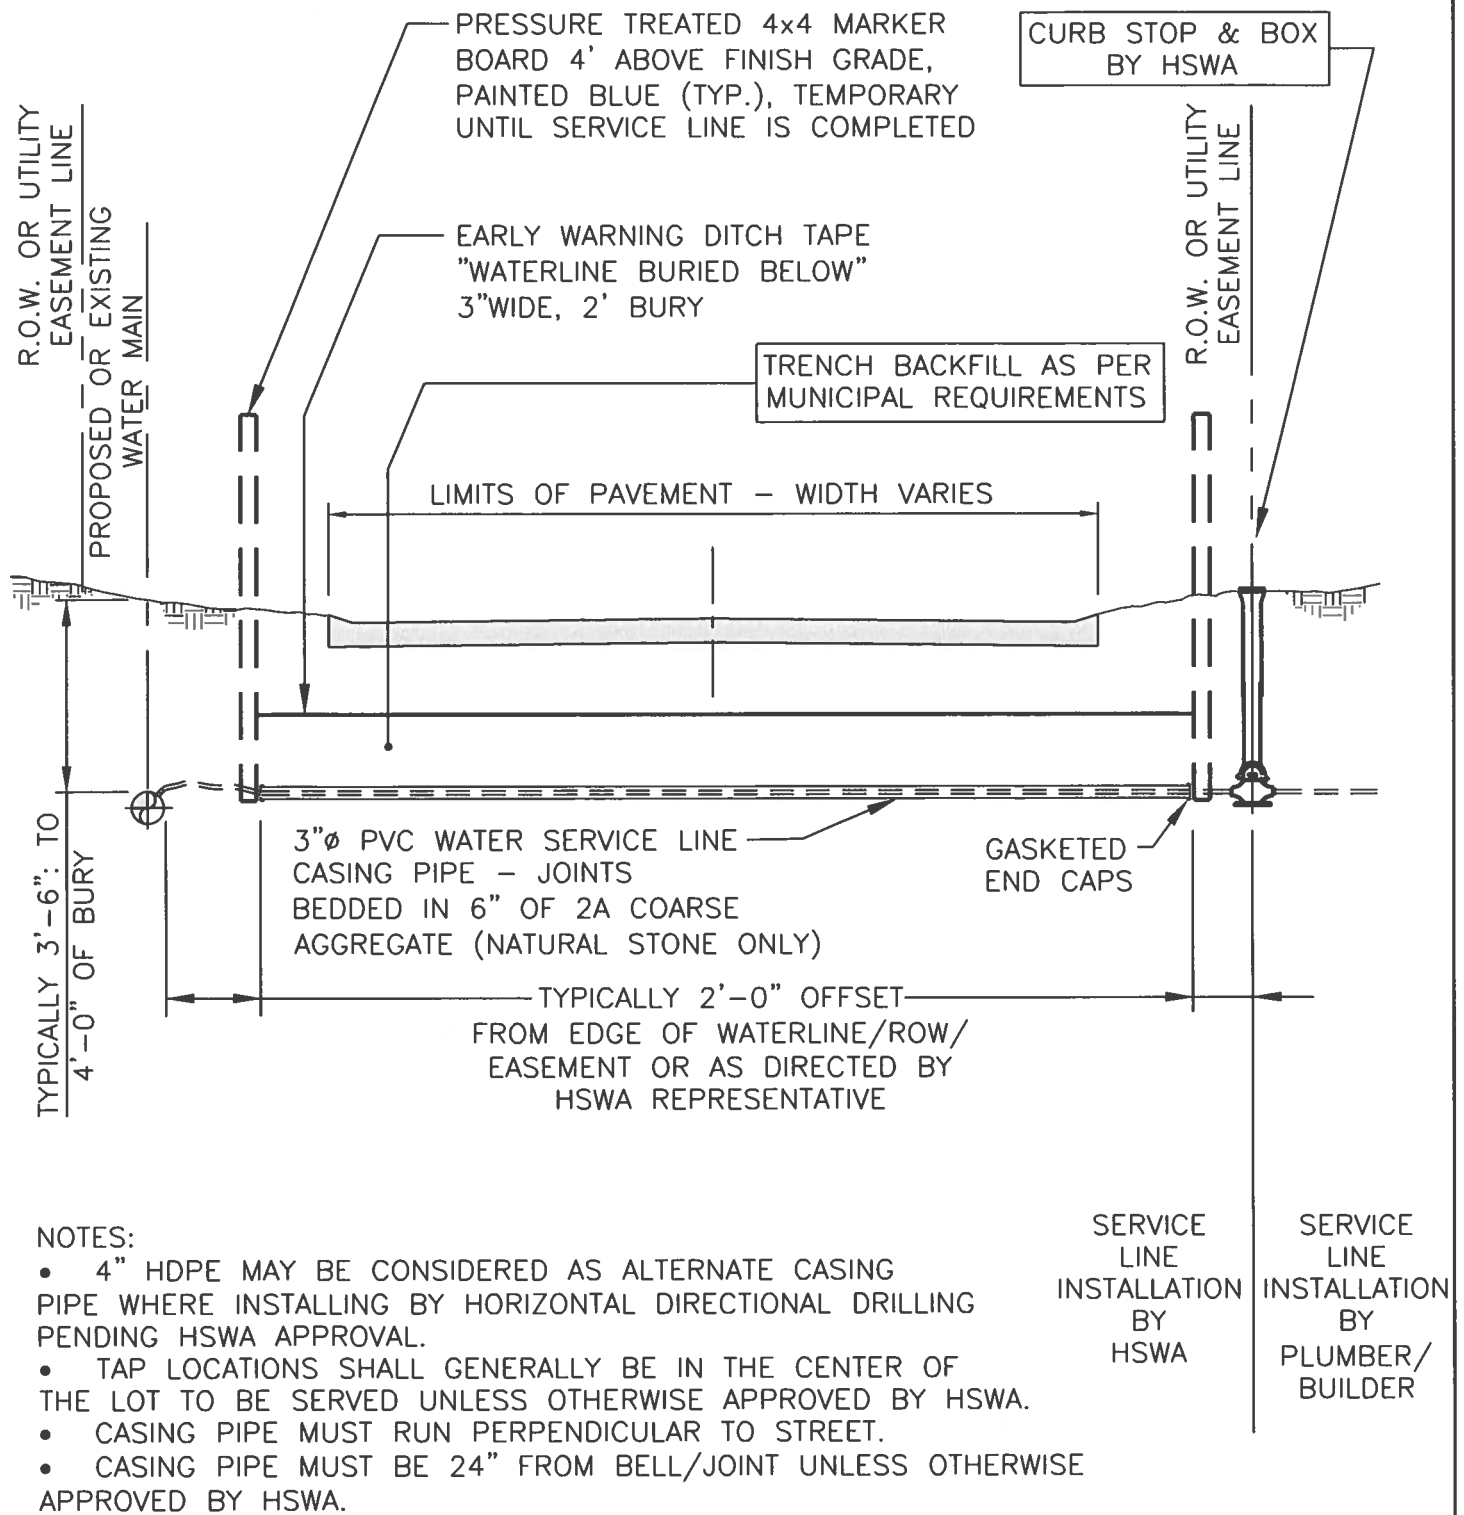 PRESSURE TREATED 4x4 MARKER
BOARD 4' ABOVE FINISH GRADE,
PAINTED BLUE (TYP.), TEMPORARY
UNTIL SERVICE LINE IS COMPLETED
CURB STOP & BOX
BY HSWA
R.O.W. OR UTILITY
EASEMENT LINE
PROPOSED OR EXISTING
WATER MAIN
R.O.W. OR UTILITY
EASEMENT LINE
EARLY WARNING DITCH TAPE
"WATERLINE BURIED BELOW"
3"WIDE, 2' BURY
TRENCH BACKFILL AS PER
MUNICIPAL REQUIREMENTS
LIMITS OF PAVEMENT – WIDTH VARIES
3"ø PVC WATER SERVICE LINE
CASING PIPE – JOINTS
BEDDED IN 6" OF 2A COARSE
AGGREGATE (NATURAL STONE ONLY)
GASKETED
END CAPS
TYPICALLY 3'–6": TO
4'–0" OF BURY
TYPICALLY 2'–0" OFFSET
FROM EDGE OF WATERLINE/ROW/
EASEMENT OR AS DIRECTED BY
HSWA REPRESENTATIVE
NOTES:
• 4" HDPE MAY BE CONSIDERED AS ALTERNATE CASING
PIPE WHERE INSTALLING BY HORIZONTAL DIRECTIONAL DRILLING
PENDING HSWA APPROVAL.
• TAP LOCATIONS SHALL GENERALLY BE IN THE CENTER OF
THE LOT TO BE SERVED UNLESS OTHERWISE APPROVED BY HSWA.
• CASING PIPE MUST RUN PERPENDICULAR TO STREET.
• CASING PIPE MUST BE 24" FROM BELL/JOINT UNLESS OTHERWISE
APPROVED BY HSWA.
SERVICE
LINE
INSTALLATION
BY
HSWA
SERVICE
LINE
INSTALLATION
BY
PLUMBER/
BUILDER